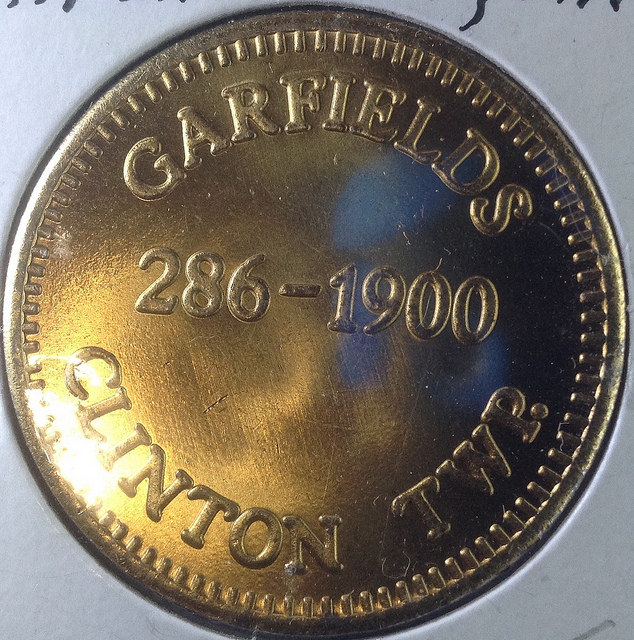 GARFIELDS
286-1900
CLINTON TWP.